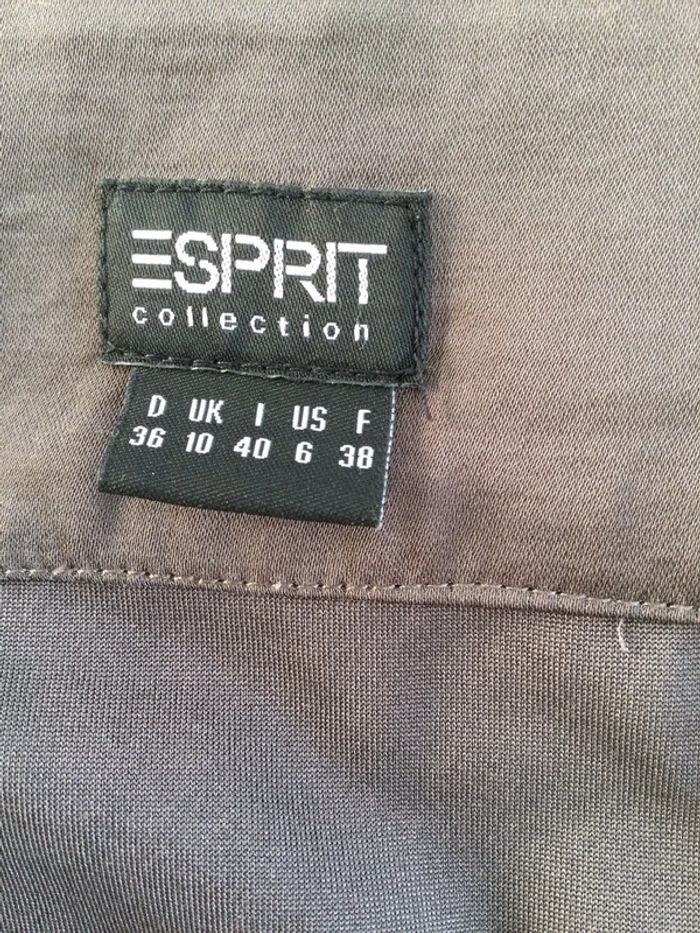 ESPRIT
collection
D UK I US F
36 10 40 6 38